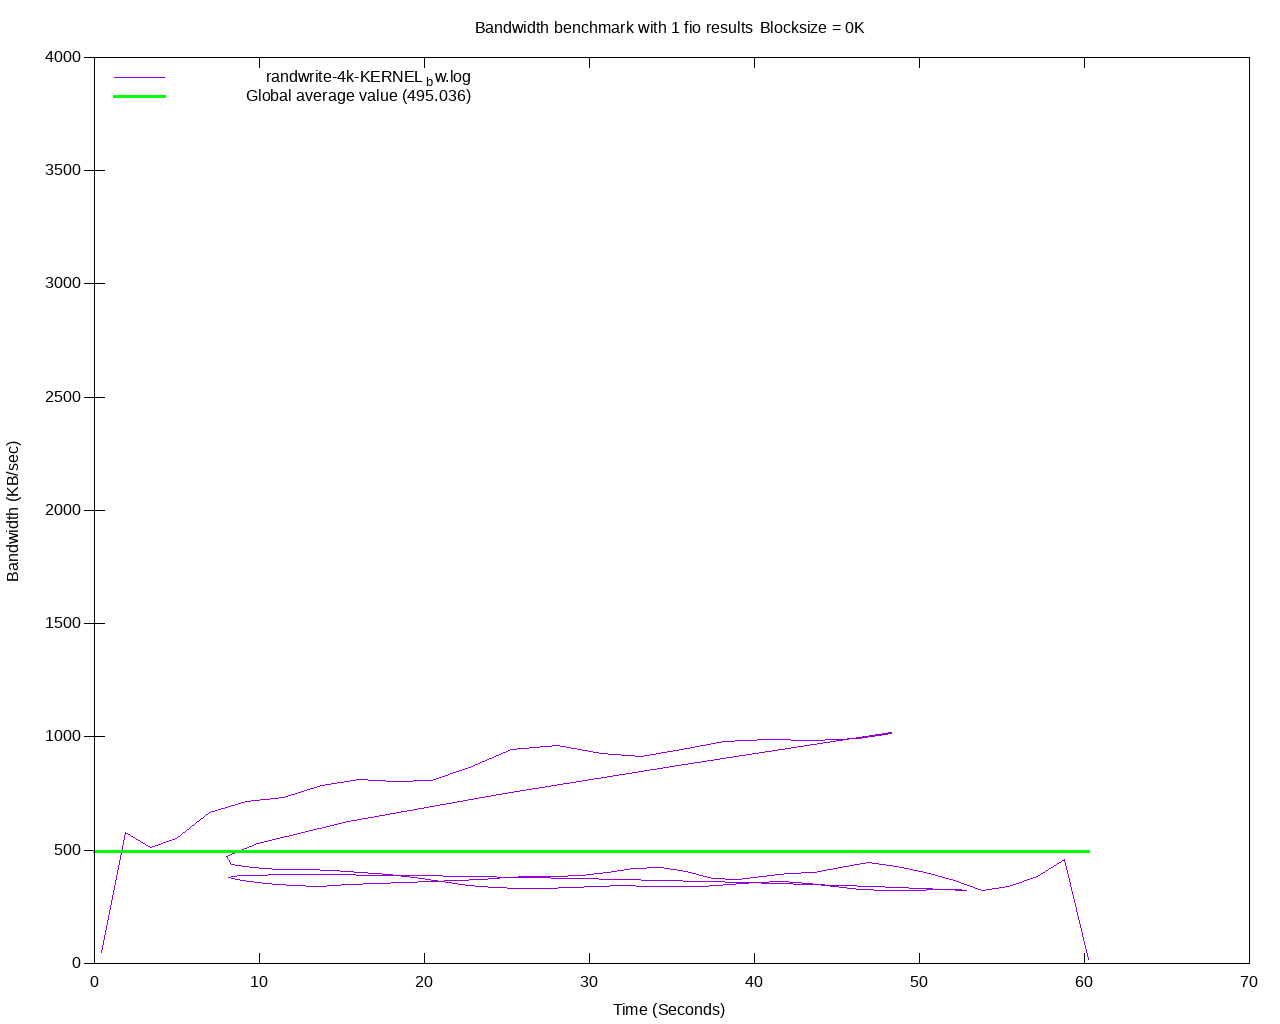 Bandwidth benchmark with 1 fio results Blocksize = 0K
4000
randwrite-4k-KERNELbw.log
Global average value (495.036)
3500
3000
2500
2000
1500
1000
500
0
Bandwidth (KB/sec)
0 10 20 30 40 50 60 70
Time (Seconds)